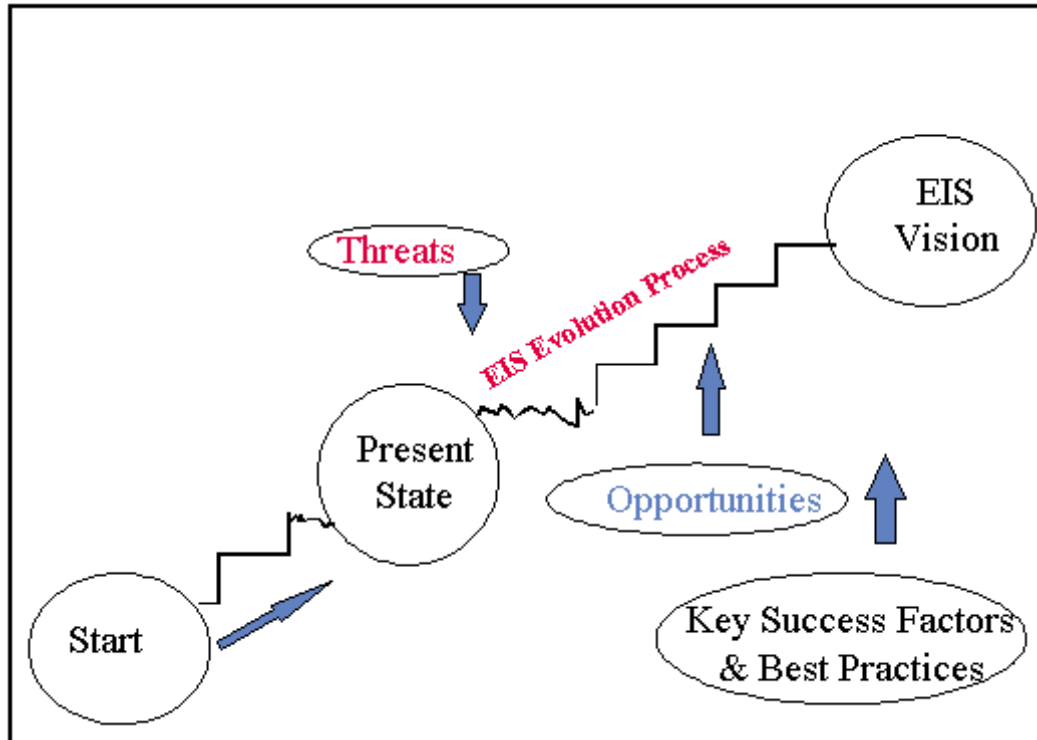 EIS
Vision
Threats
EIS Evolution Process
Present
State
Opportunities
Start
Key Success Factors
& Best Practices